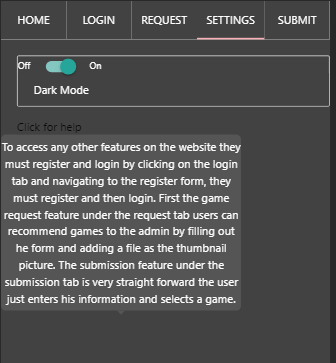 HOME LOGIN REQUEST SETTINGS SUBMIT
Off On
Dark Mode
Click for help
To access any other features on the website they
must register and login by clicking on the login
tab and navigating to the register form, they
must register and then login. First the game
request feature under the request tab users can
recommend games to the admin by filling out
he form and adding a file as the thumbnail
picture. The submission feature under the
submission tab is very straight forward the user
just enters his information and selects a game.